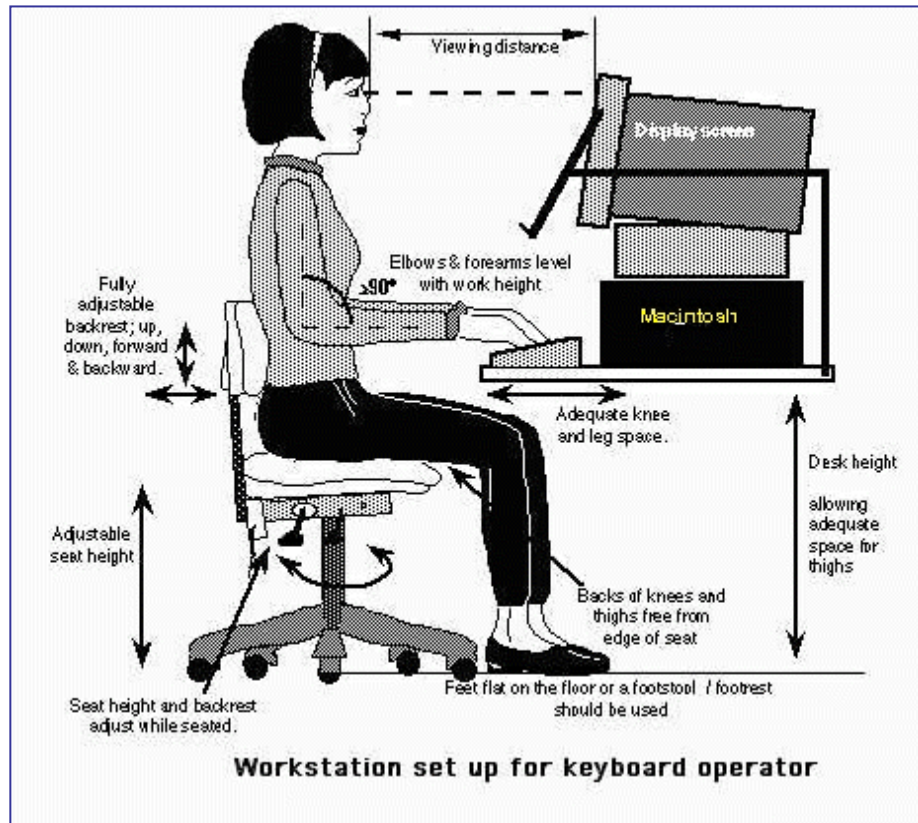 Viewing distance
Display screen
Elbows & forearms level
with work height
≥90°
Fully
adjustable
backrest; up,
down, forward
& backward.
Macintosh
Adequate knee
and leg space.
Desk height
allowing
adequate
space for
thighs
Adjustable
seat height
Backs of knees and
thighs free from
edge of seat
Seat height and backrest
adjust while seated.
Feet flat on the floor or a footstool / footrest
should be used
Workstation set up for keyboard operator